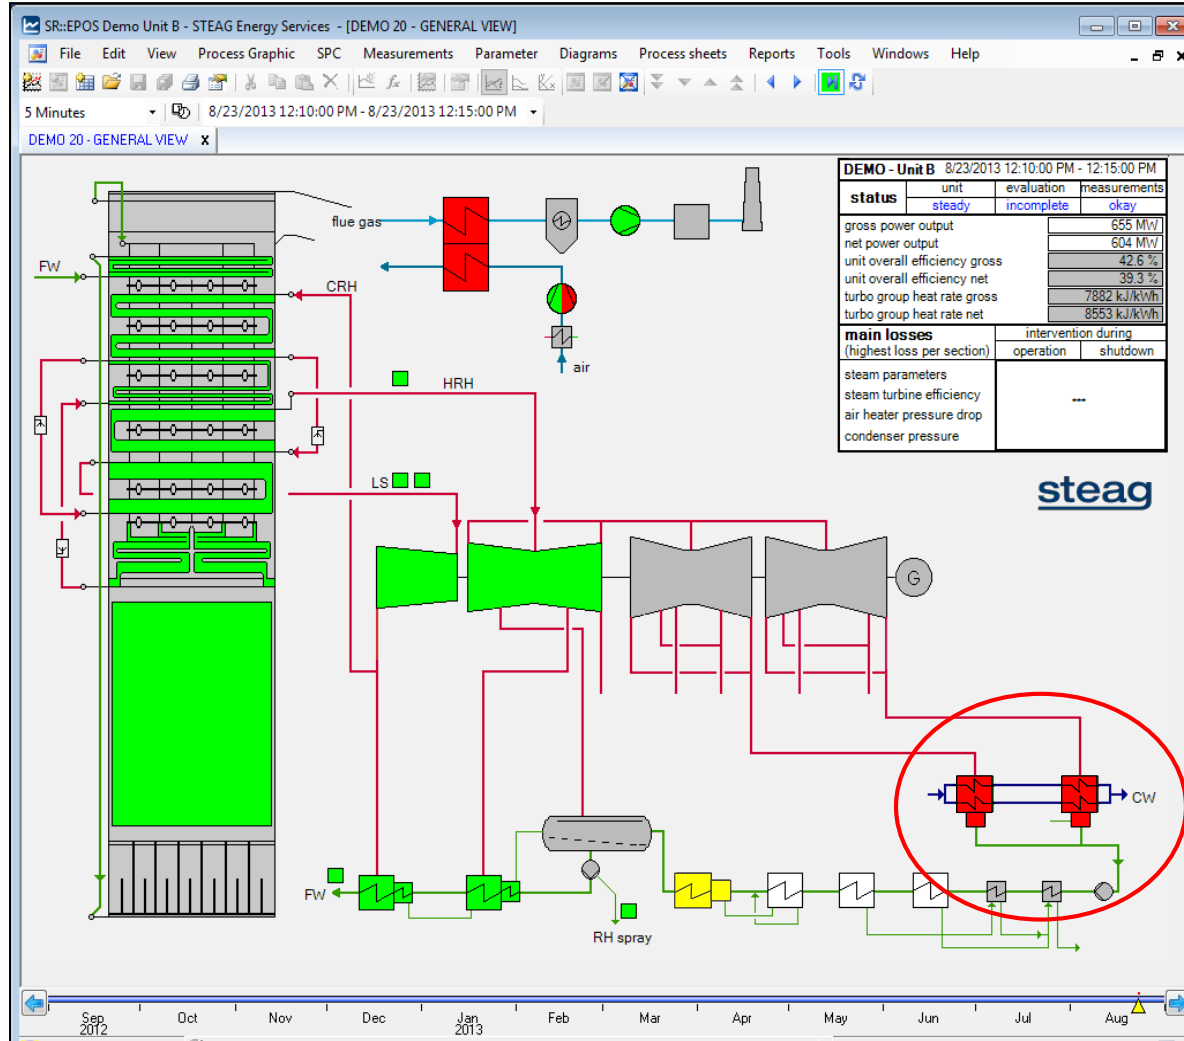 SR::EPOS Demo Unit B - STEAG Energy Services - [DEMO 20 - GENERAL VIEW]
File Edit View Process Graphic SPC Measurements Parameter Diagrams Process sheets Reports Tools Windows Help
5 Minutes 8/23/2013 12:10:00 PM - 8/23/2013 12:15:00 PM
DEMO 20 - GENERAL VIEW X
DEMO - Unit B 8/23/2013 12:10:00 PM - 12:15:00 PM
status unit evaluation measurements
steady incomplete okay
gross power output 655 MW
net power output 604 MW
unit overall efficiency gross 42.6 %
unit overall efficiency net 39.3 %
turbo group heat rate gross 7882 kJ/kWh
turbo group heat rate net 8553 kJ/kWh
main losses intervention during
(highest loss per section) operation shutdown
steam parameters
steam turbine efficiency
---
air heater pressure drop
condenser pressure
steag
flue gas
FW
CRH
air
HRH
LS
G
CW
FW
RH spray
Sep Oct Nov Dec Jan Feb Mar Apr May Jun Jul Aug
2012 2013